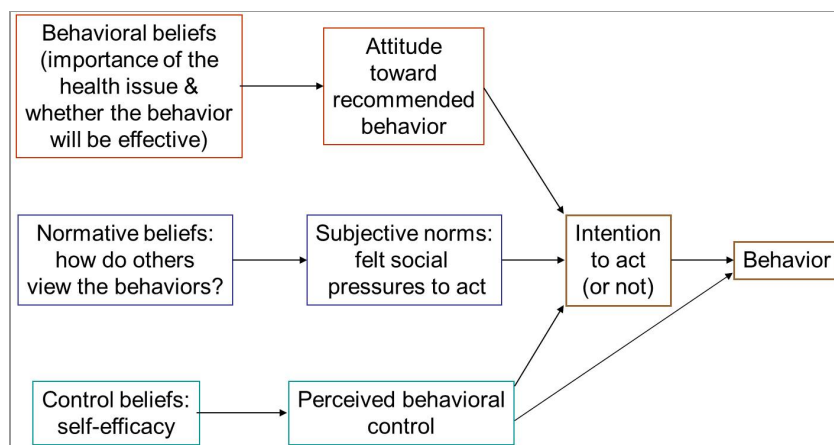 Behavioral beliefs
(importance of the
health issue &
whether the behavior
will be effective)
Attitude
toward
recommended
behavior
Normative beliefs:
how do others
view the behaviors?
Subjective norms:
felt social
pressures to act
Intention
to act
(or not)
Behavior
Control beliefs:
self-efficacy
Perceived behavioral
control